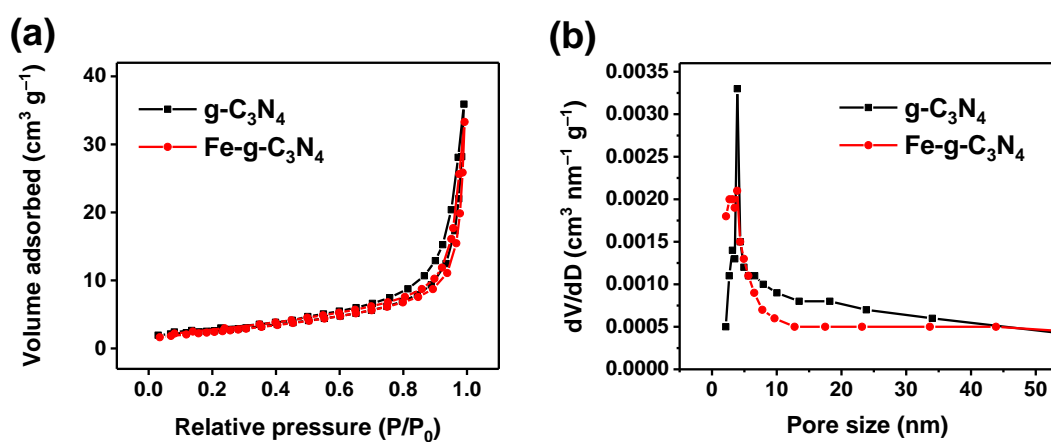 (a)
Volume adsorbed (cm³ g⁻¹)
40
30
20
10
0
g-C₃N₄
Fe-g-C₃N₄
0.0 0.2 0.4 0.6 0.8 1.0
Relative pressure (P/P₀)
(b)
dV/dD (cm³ nm⁻¹ g⁻¹)
0.0035
0.0030
0.0025
0.0020
0.0015
0.0010
0.0005
0.0000
g-C₃N₄
Fe-g-C₃N₄
0 10 20 30 40 50
Pore size (nm)